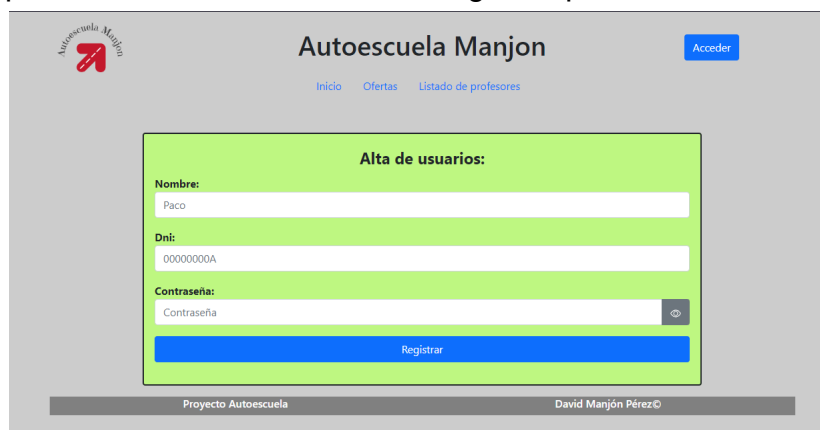 Autoescuela Manjon
Autoescuela Manjon
Acceder
Inicio Ofertas Listado de profesores
Alta de usuarios:
Nombre:
Paco
Dni:
00000000A
Contraseña:
Contraseña
Registrar
Proyecto Autoescuela David Manjón Pérez©